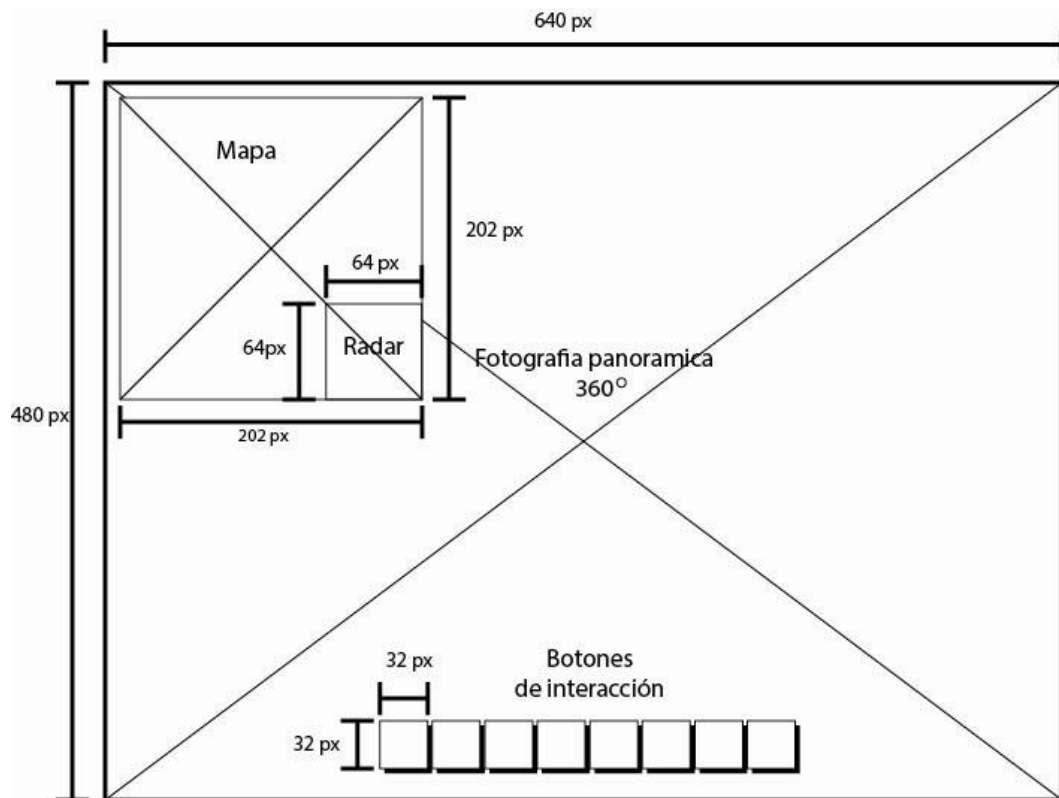 640 px
Mapa
202 px
64 px
64px
Radar
Fotografia panoramica
360°
480 px
202 px
Botones
de interacción
32 px
32 px